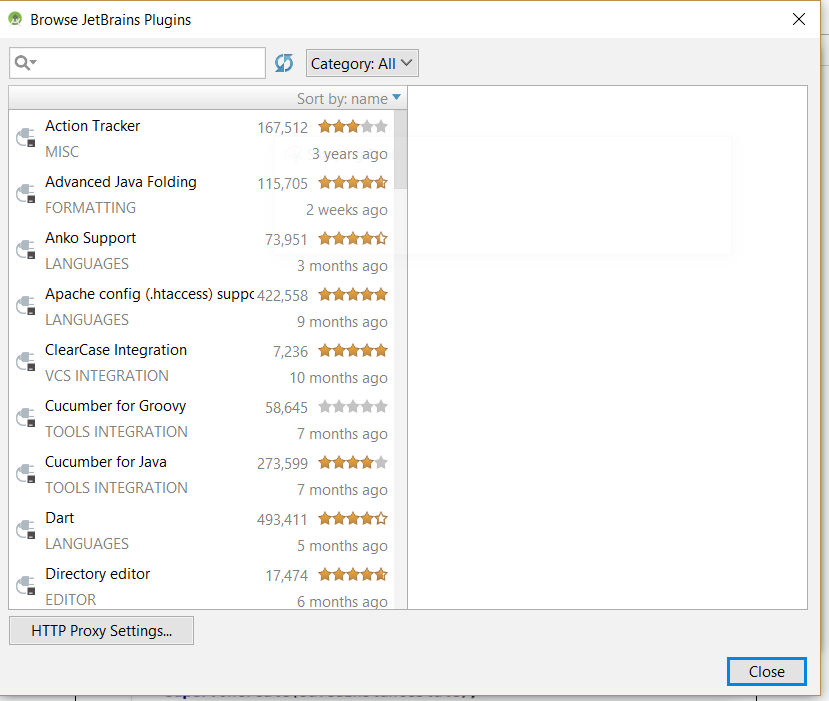 Browse JetBrains Plugins
Category: All
Sort by: name
Action Tracker 167,512
MISC 3 years ago
Advanced Java Folding 115,705
FORMATTING 2 weeks ago
Anko Support 73,951
LANGUAGES 3 months ago
Apache config (.htaccess) suppo 422,558
LANGUAGES 9 months ago
ClearCase Integration 7,236
VCS INTEGRATION 10 months ago
Cucumber for Groovy 58,645
TOOLS INTEGRATION 7 months ago
Cucumber for Java 273,599
TOOLS INTEGRATION 7 months ago
Dart 493,411
LANGUAGES 5 months ago
Directory editor 17,474
EDITOR 6 months ago
HTTP Proxy Settings...
Close